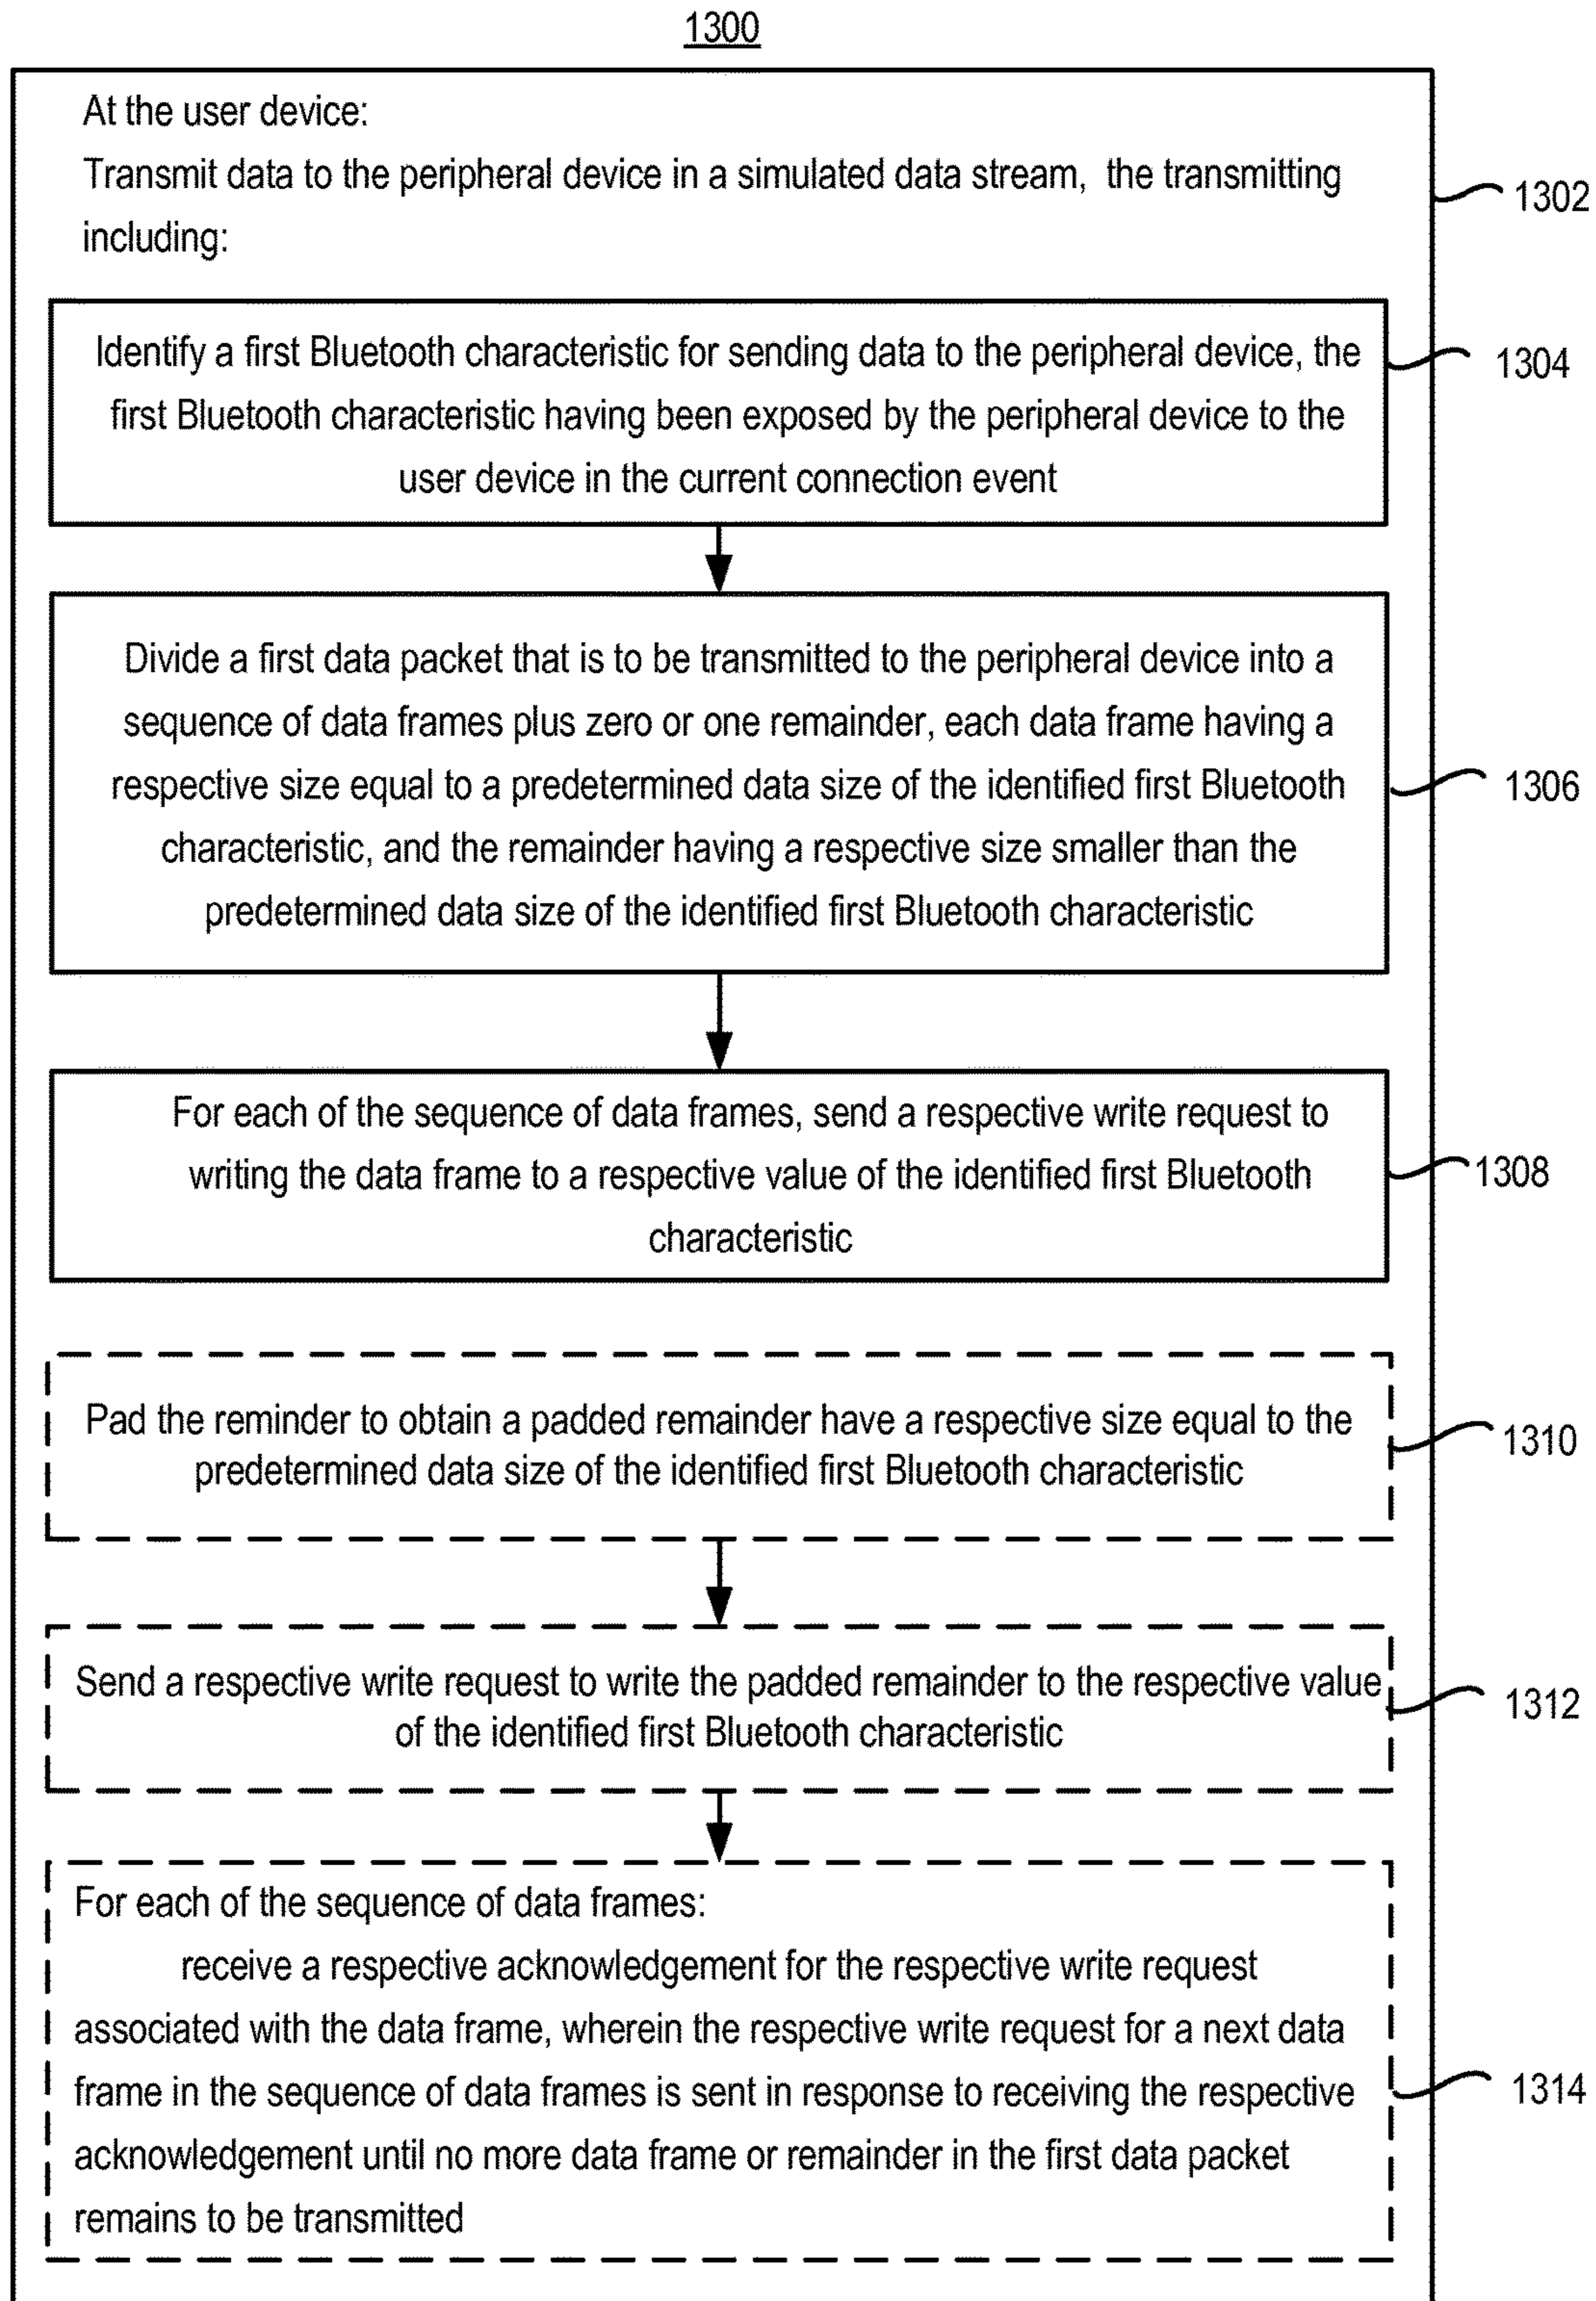 1300
At the user device:
Transmit data to the peripheral device in a simulated data stream, the transmitting
including:
1302
Identify a first Bluetooth characteristic for sending data to the peripheral device, the
first Bluetooth characteristic having been exposed by the peripheral device to the
user device in the current connection event
1304
Divide a first data packet that is to be transmitted to the peripheral device into a
sequence of data frames plus zero or one remainder, each data frame having a
respective size equal to a predetermined data size of the identified first Bluetooth
characteristic, and the remainder having a respective size smaller than the
predetermined data size of the identified first Bluetooth characteristic
1306
For each of the sequence of data frames, send a respective write request to
writing the data frame to a respective value of the identified first Bluetooth
characteristic
1308
Pad the reminder to obtain a padded remainder have a respective size equal to the
predetermined data size of the identified first Bluetooth characteristic
1310
Send a respective write request to write the padded remainder to the respective value
of the identified first Bluetooth characteristic
1312
For each of the sequence of data frames:
receive a respective acknowledgement for the respective write request
associated with the data frame, wherein the respective write request for a next data
frame in the sequence of data frames is sent in response to receiving the respective
acknowledgement until no more data frame or remainder in the first data packet
remains to be transmitted
1314